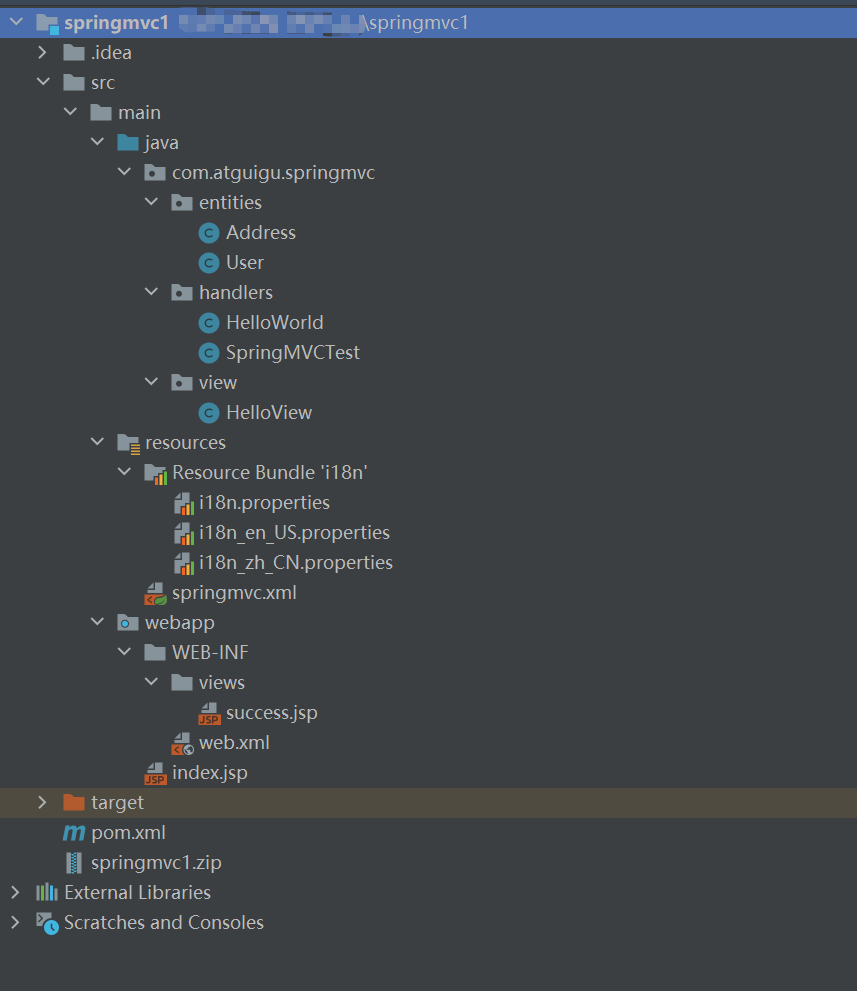 springmvc1 \springmvc1
.idea
src
main
java
com.atguigu.springmvc
entities
Address
User
handlers
HelloWorld
SpringMVCTest
view
HelloView
resources
Resource Bundle 'i18n'
i18n.properties
i18n_en_US.properties
i18n_zh_CN.properties
springmvc.xml
webapp
WEB-INF
views
success.jsp
web.xml
index.jsp
target
pom.xml
springmvc1.zip
External Libraries
Scratches and Consoles